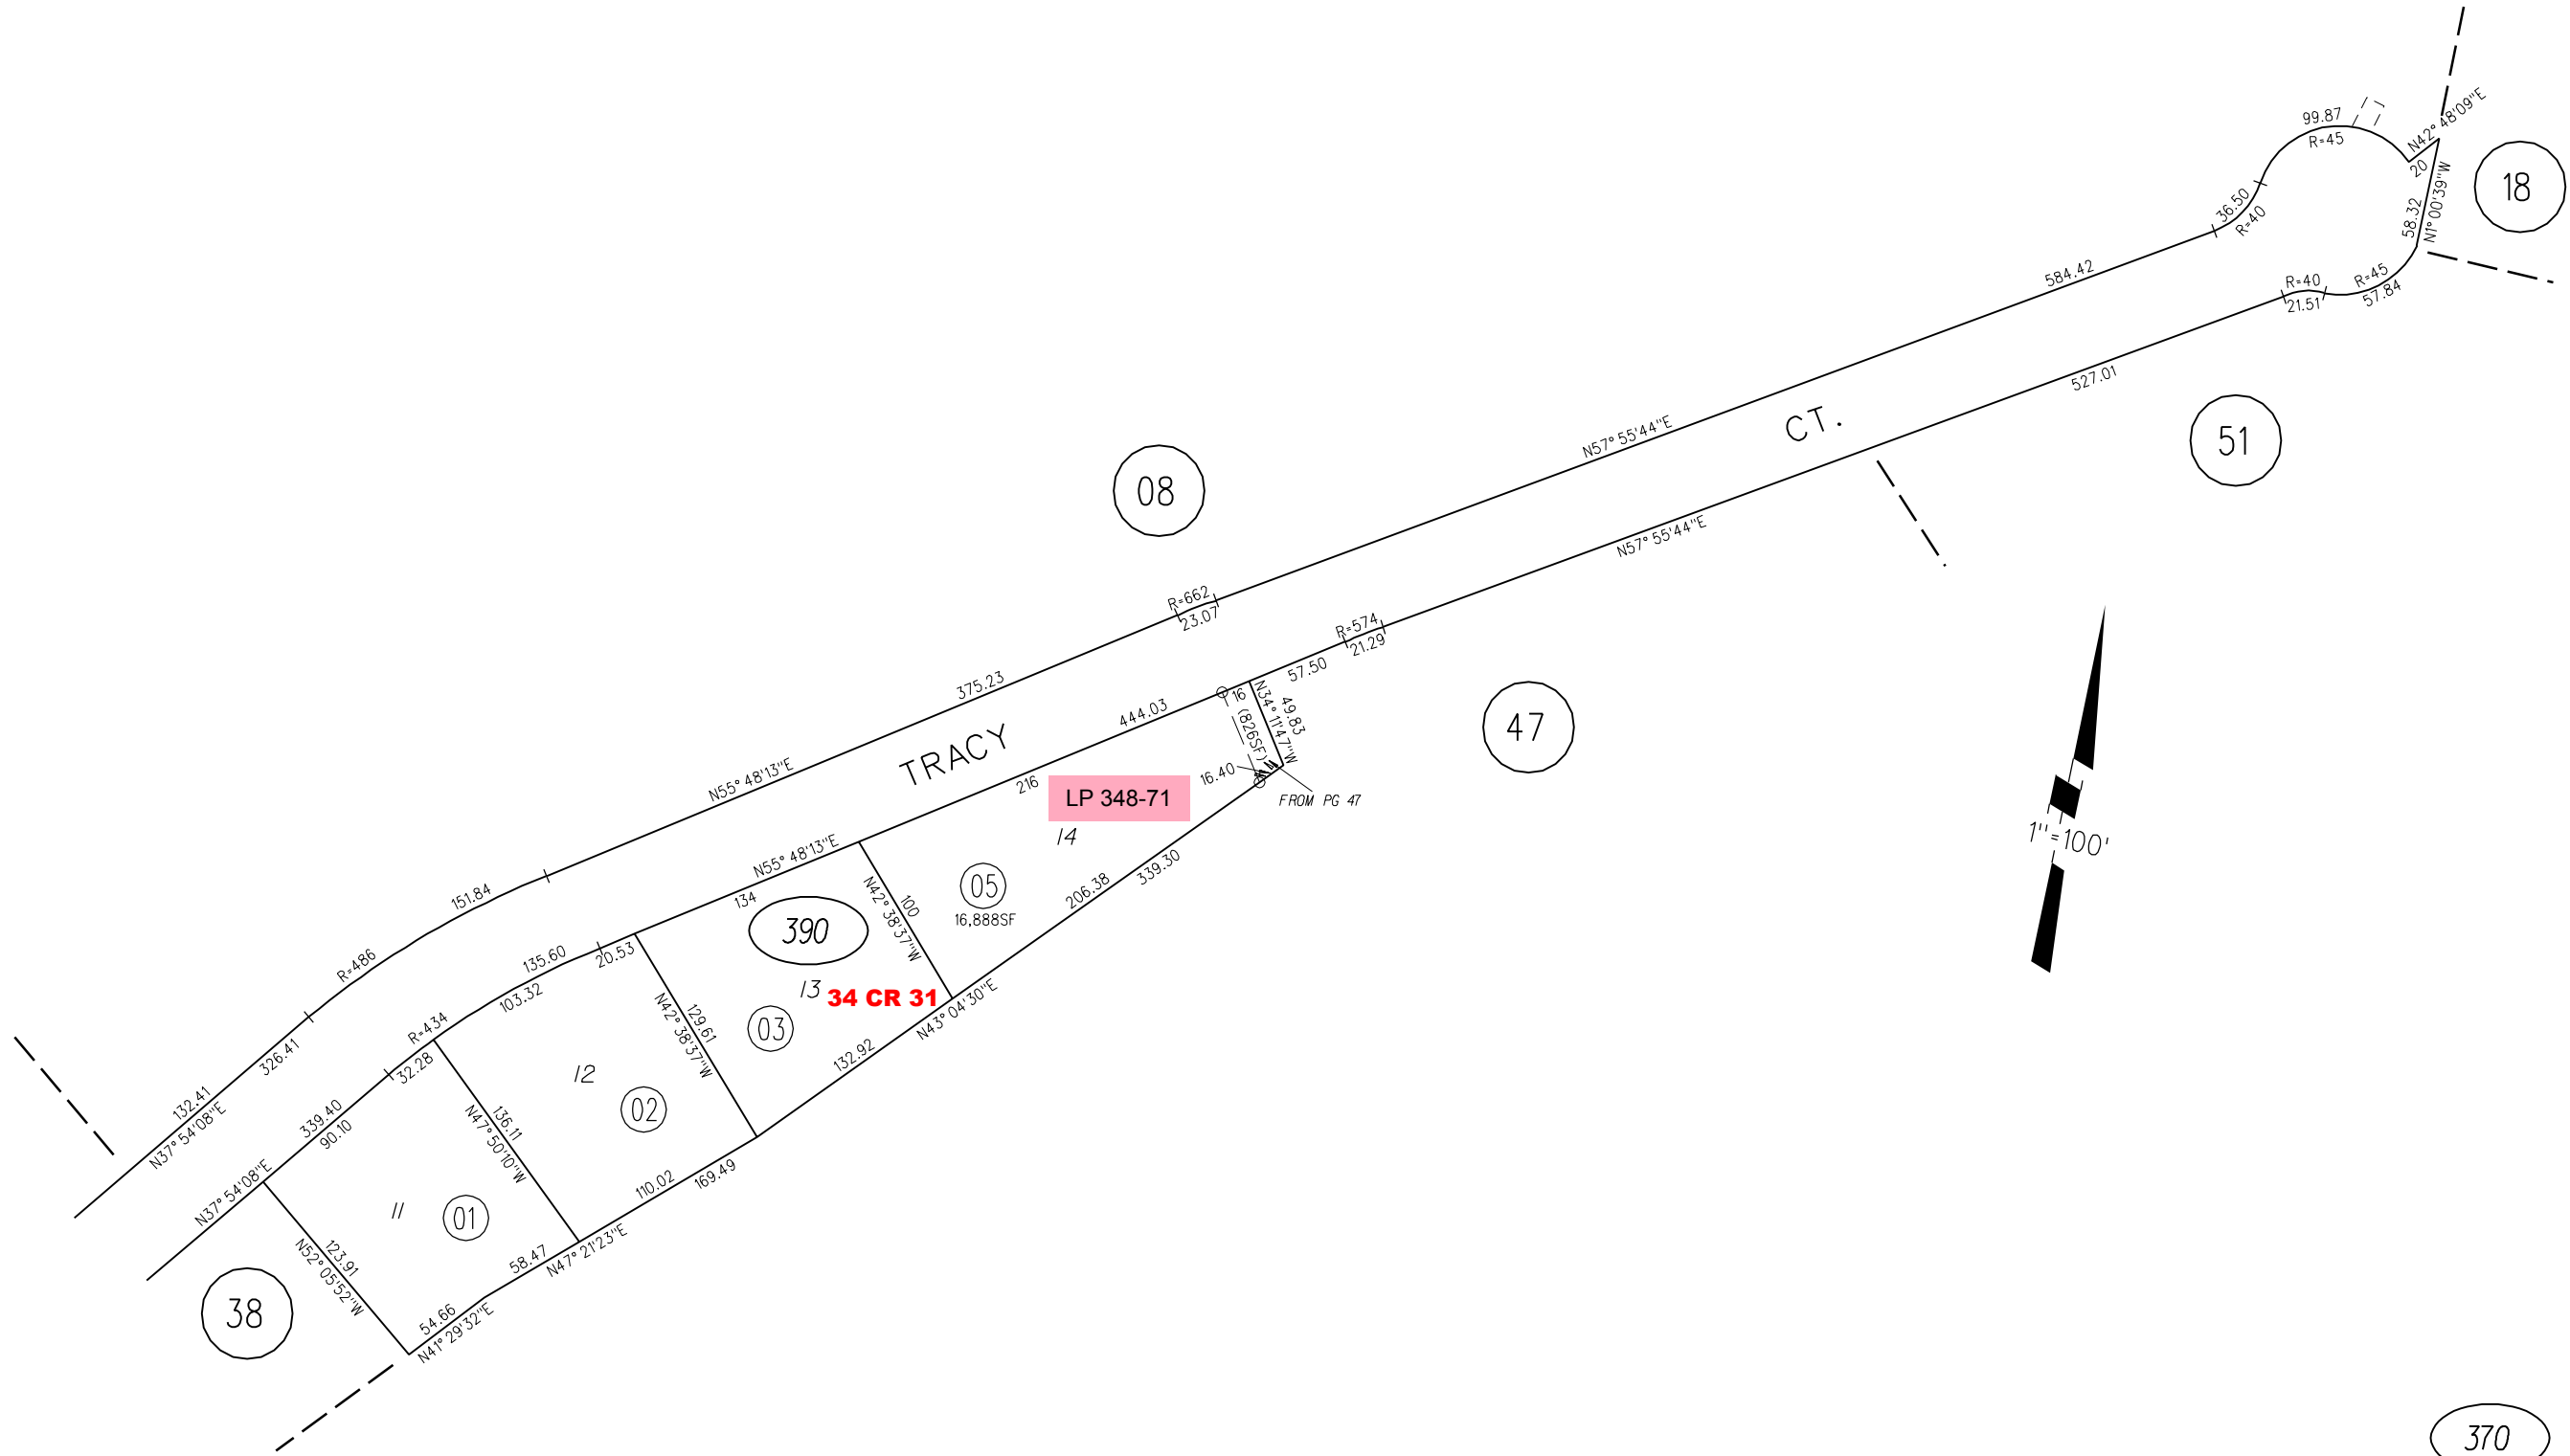 99.87
R=45
N42° 48'09"E
20
18
36.50
R=40
58.32
N1° 00'39"W
584.42
R=40
21.51
R=45
57.84
527.01
N57° 55'44"E
CT.
51
08
N57° 55'44"E
R=662
23.07
R=574
21.29
57.50
375.23
444.03
16
N34° 11'47"W
49.83
(826SF)
47
TRACY
N55° 48'13"E
216
LP 348-71
16.40
FROM PG 47
14
1"=100'
N55° 48'13"E
134
05
16,888SF
100
N42° 38'37"W
206.38
339.30
151.84
390
R=486
135.60
20.53
103.32
13
34 CR 31
03
129.61
N42° 38'37"W
N43° 04'30"E
132.92
R=434
32.28
326.41
132.41
N37° 54'08"E
12
02
339.40
90.10
136.11
N47° 50'10"W
N37° 54'08"E
110.02
169.49
11
01
123.91
N52° 05'52"W
58.47
N47° 21'23"E
38
54.66
N41° 29'32"E
370